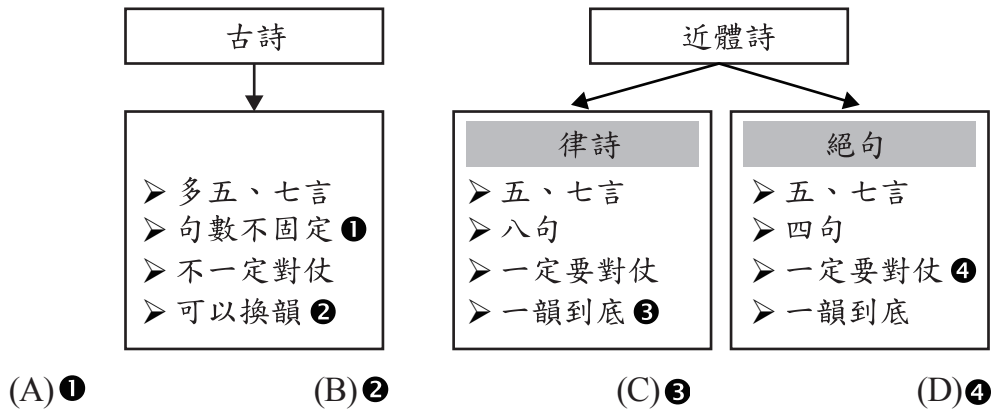 古詩
近體詩
➢ 多五、七言
➢ 句數不固定 ❶
➢ 不一定對仗
➢ 可以換韻 ❷
律詩
➢ 五、七言
➢ 八句
➢ 一定要對仗
➢ 一韻到底 ❸
絕句
➢ 五、七言
➢ 四句
➢ 一定要對仗 ❹
➢ 一韻到底
(A) ❶ (B) ❷ (C) ❸ (D) ❹